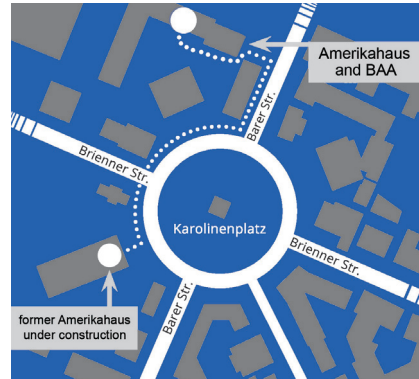 Amerikahaus
and BAA
Barer Str.
Brienner Str.
Karolinenplatz
Brienner Str.
Barer Str.
former Amerikahaus
under construction